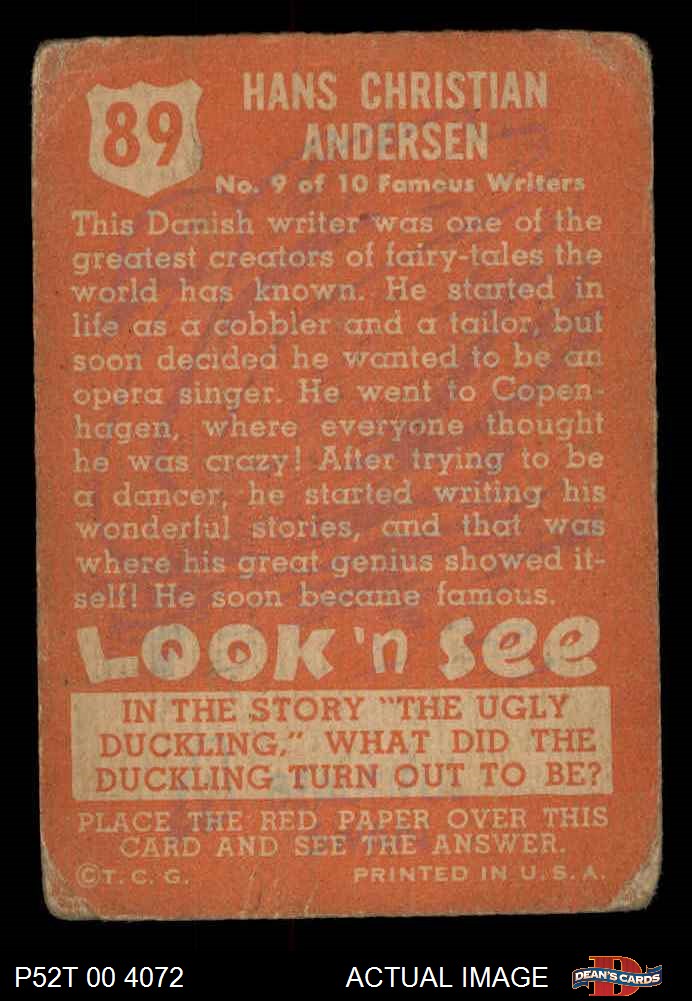 89
HANS CHRISTIAN
ANDERSEN
No. 9 of 10 Famous Writers
This Danish writer was one of the
greatest creators of fairy-tales the
world has known. He started in
life as a cobbler and a tailor, but
soon decided he wanted to be an
opera singer. He went to Copen-
hagen, where everyone thought
he was crazy! After trying to be
a dancer, he started writing his
wonderful stories, and that was
where his great genius showed it-
self! He soon became famous.
LOOK 'n SEE
IN THE STORY "THE UGLY
DUCKLING," WHAT DID THE
DUCKLING TURN OUT TO BE?
PLACE THE RED PAPER OVER THIS
CARD AND SEE THE ANSWER.
©T. C. G. PRINTED IN U. S. A.
P52T 00 4072 ACTUAL IMAGE D DEAN'S CARDS